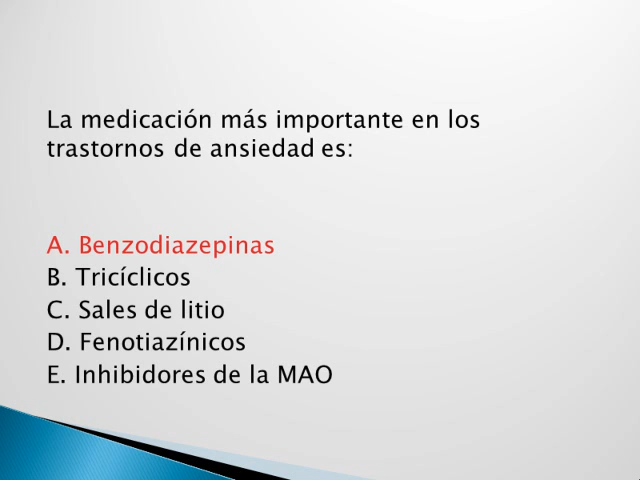 La medicación más importante en los
trastornos de ansiedad es:
A. Benzodiazepinas
B. Tricíclicos
C. Sales de litio
D. Fenotiazínicos
E. Inhibidores de la MAO